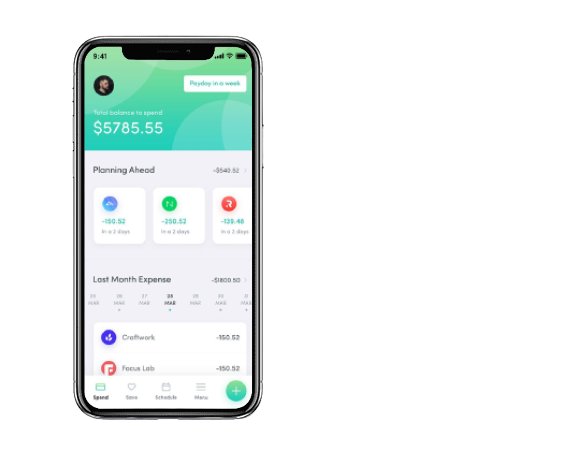 9:41
Payday in a week
Total balance to spend
$5785.55
Planning Ahead
-$540.52
-150.52
-250.52
-139.48
In a 2 days
In a 2 days
In a 2 days
Last Month Expense
-$1800.50
25 26 27 28 29 30 31
MAR MAR MAR MAR MAR MAR MAR
Craftwork
-150.52
Focus Lab
-150.52
Spend
Save
Schedule
Menu